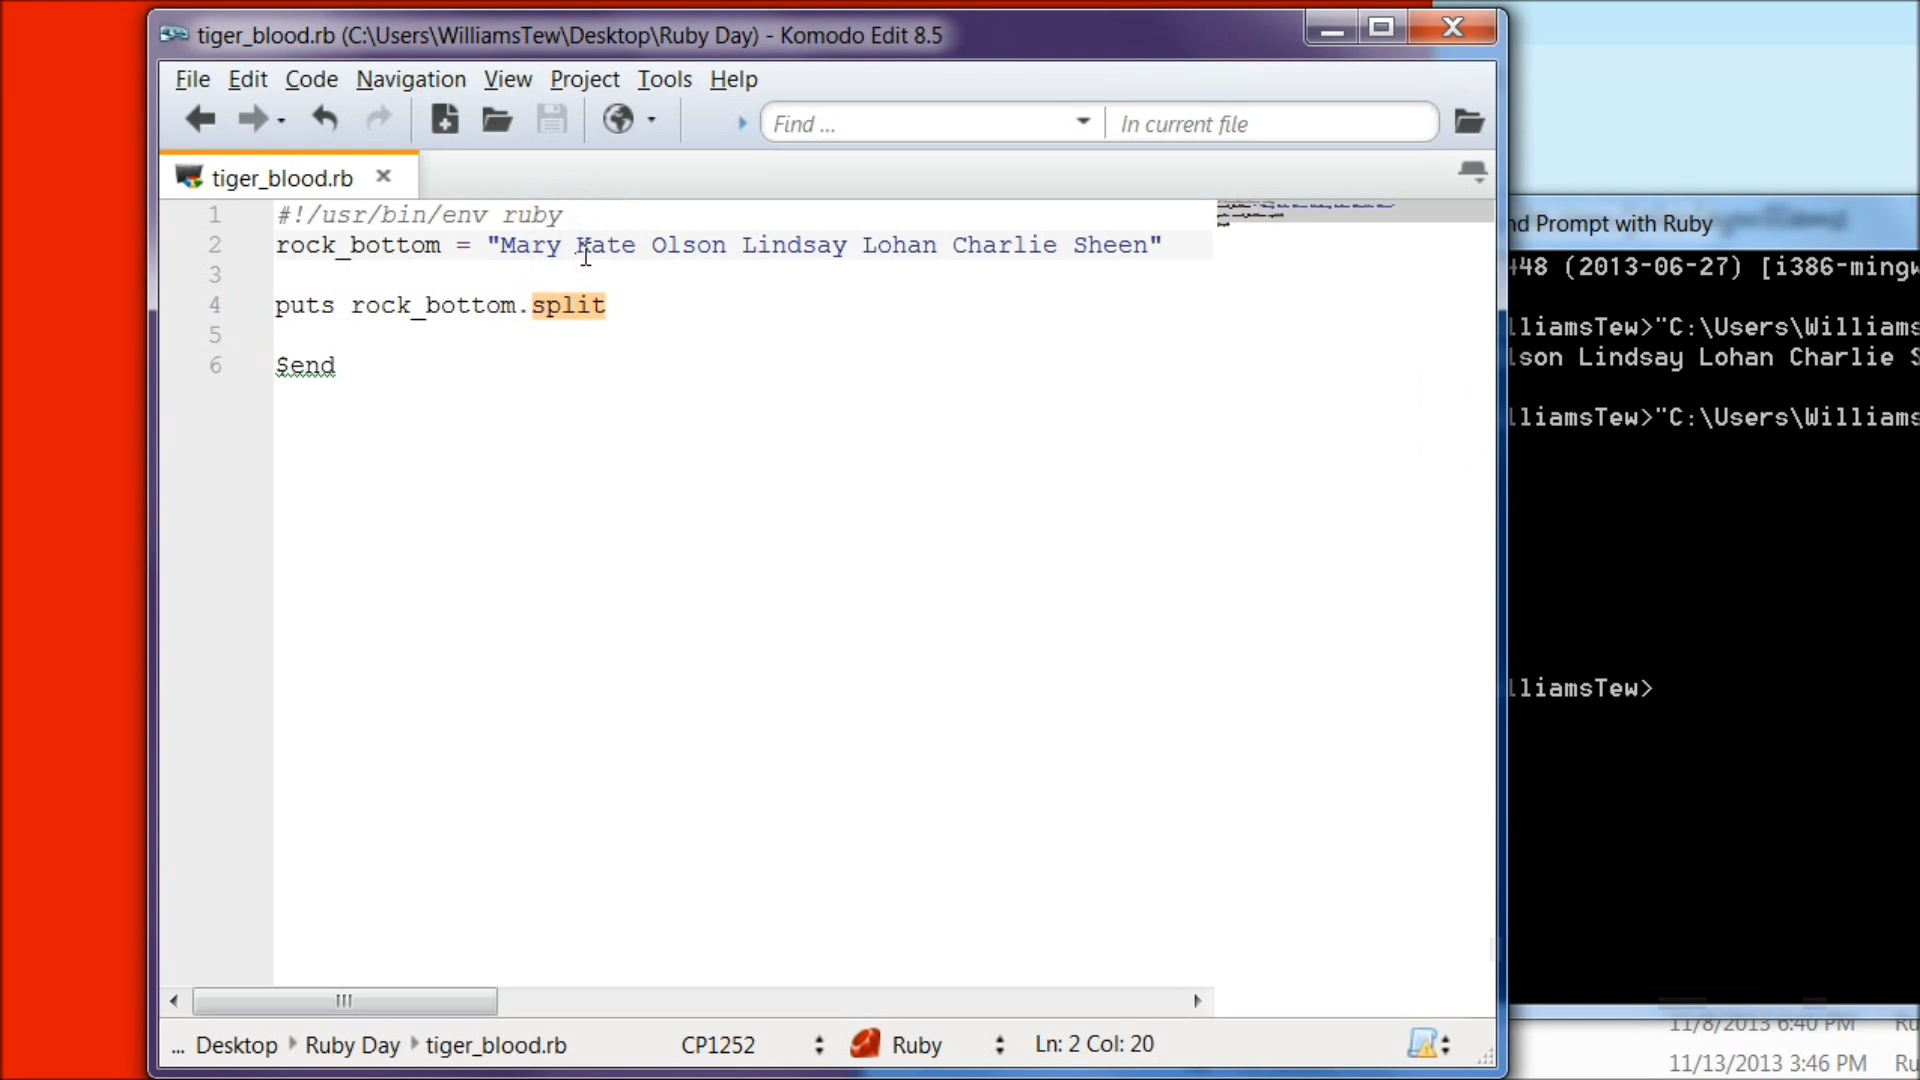 tiger_blood.rb (C:\Users\WilliamsTew\Desktop\Ruby Day) - Komodo Edit 8.5
File Edit Code Navigation View Project Tools Help
Find ...
In current file
tiger_blood.rb
1 #!/usr/bin/env ruby
2 rock_bottom = "Mary Kate Olson Lindsay Lohan Charlie Sheen"
3
4 puts rock_bottom.split
5
6 $end
... Desktop Ruby Day tiger_blood.rb CP1252 Ruby Ln: 2 Col: 20
nd Prompt with Ruby
448 (2013-06-27) [i386-mingw
lliamsTew>"C:\Users\Williams
lson Lindsay Lohan Charlie S
lliamsTew>"C:\Users\Williams
lliamsTew>
11/8/2013 6:40 PM Ru
11/13/2013 3:46 PM Ru